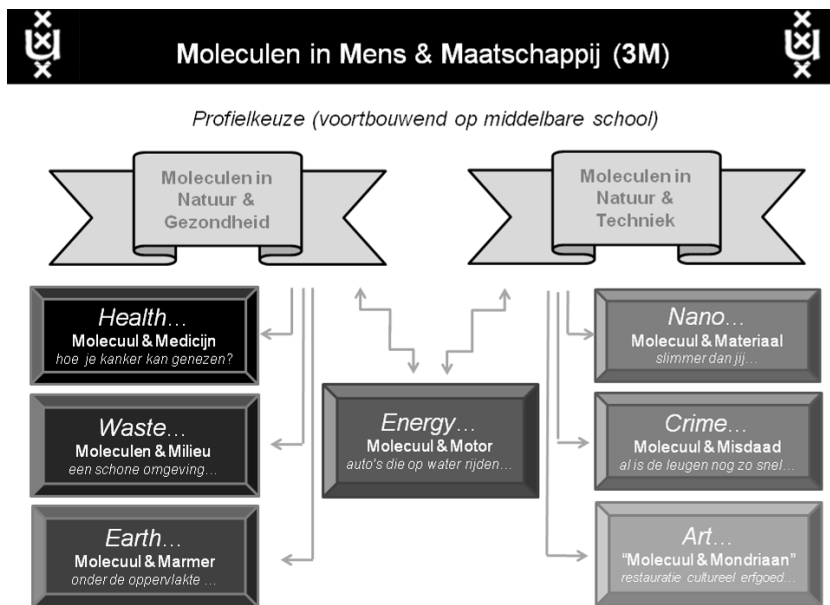 Moleculen in Mens & Maatschappij (3M)
Profielkeuze (voortbouwend op middelbare school)
Moleculen in
Natuur &
Gezondheid
Moleculen in
Natuur &
Techniek
Health...
Molecuul & Medicijn
hoe je kanker kan genezen?
Waste...
Moleculen & Milieu
een schone omgeving...
Earth...
Molecuul & Marmer
onder de oppervlakte ...
Energy...
Molecuul & Motor
auto's die op water rijden...
Nano...
Molecuul & Materiaal
slimmer dan jij...
Crime...
Molecuul & Misdaad
al is de leugen nog zo snel...
Art...
"Molecuul & Mondriaan"
restauratie cultureel erfgoed...